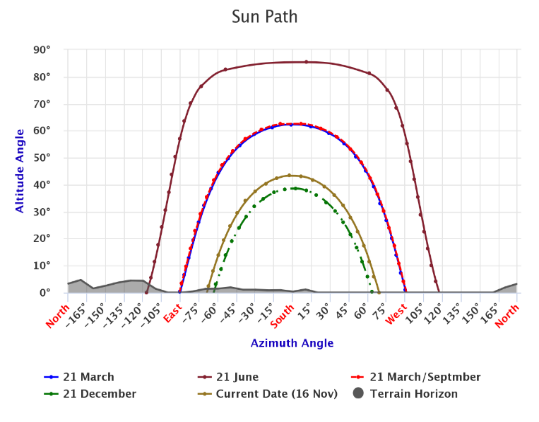 Sun Path
90°
80°
70°
60°
50°
40°
30°
20°
10°
0°
Altitude Angle
North
-165°
-150°
-135°
-120°
-105°
East
-75°
-60°
-45°
-30°
-15°
South
15°
30°
45°
60°
75°
West
105°
120°
135°
150°
165°
North
Azimuth Angle
21 March
21 June
21 March/Septmber
21 December
Current Date (16 Nov)
Terrain Horizon